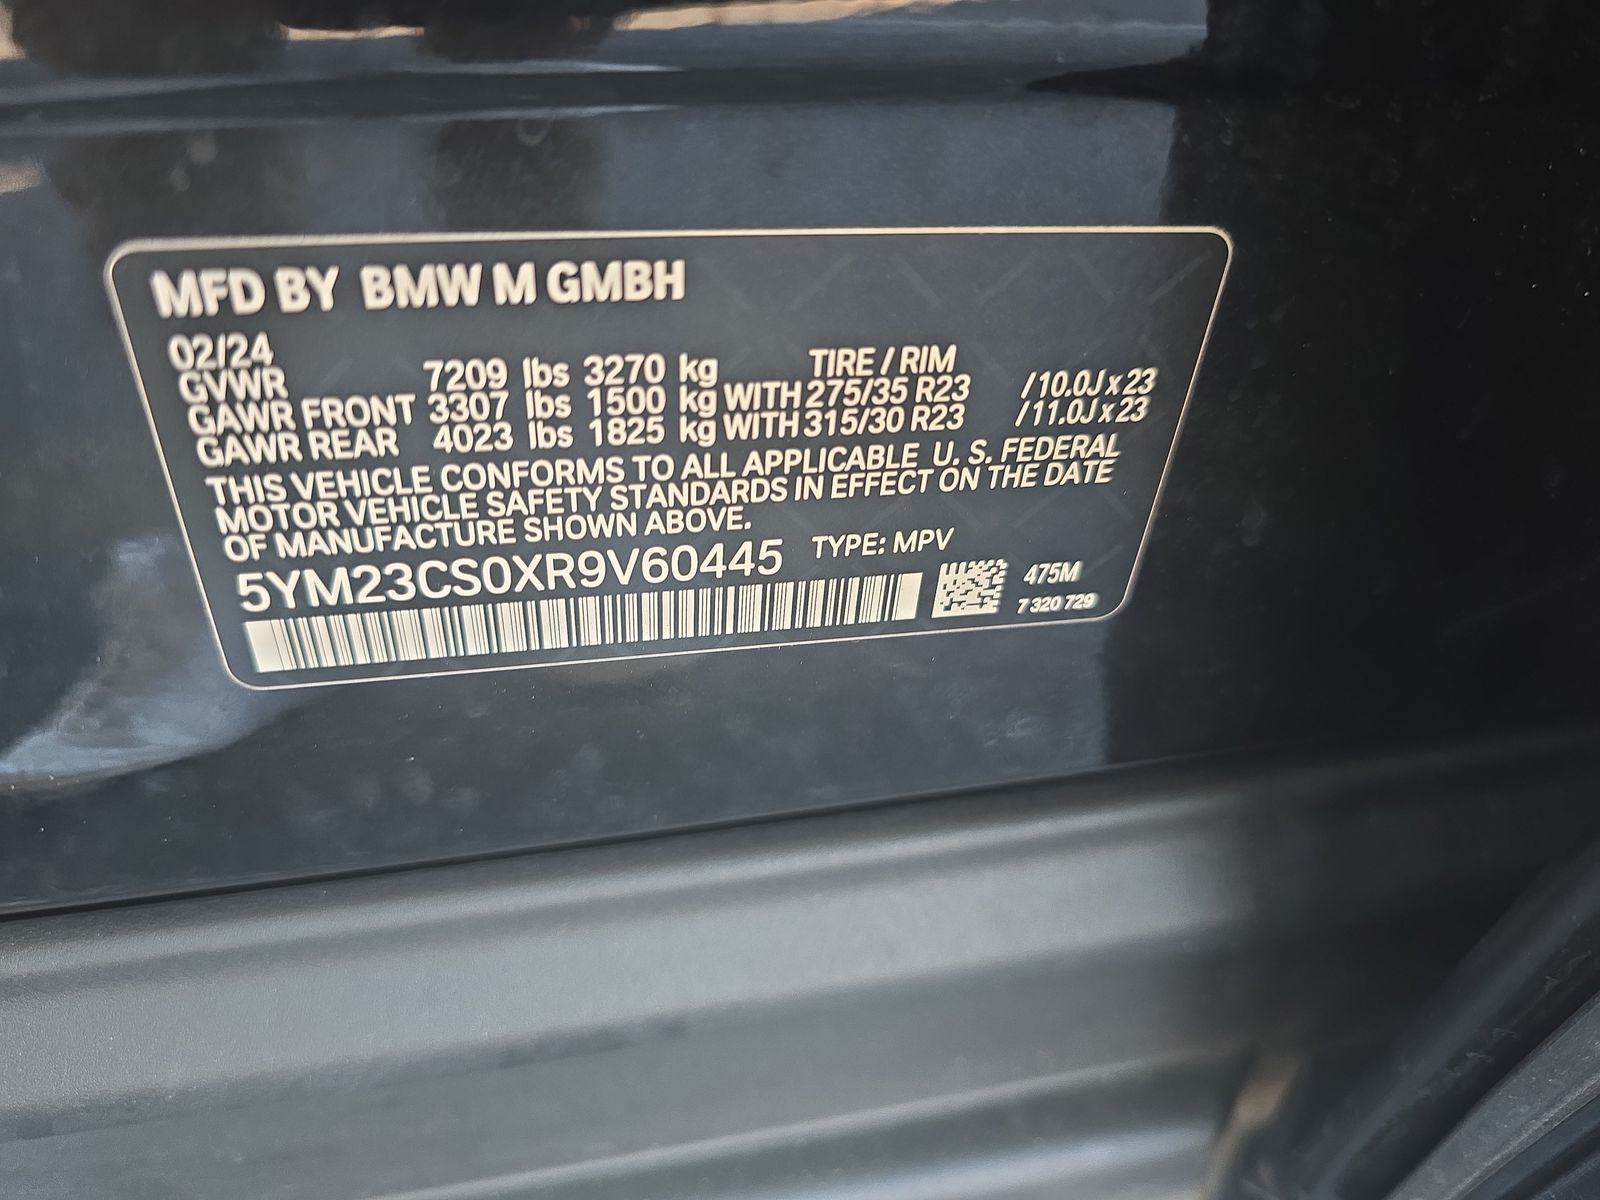 MFD BY BMW M GMBH
02/24 TIRE / RIM
GVWR 7209 lbs 3270 kg
GAWR FRONT 3307 lbs 1500 kg WITH 275/35 R23 /10.0J x 23
GAWR REAR 4023 lbs 1825 kg WITH 315/30 R23 /11.0J x 23
THIS VEHICLE CONFORMS TO ALL APPLICABLE U. S. FEDERAL
MOTOR VEHICLE SAFETY STANDARDS IN EFFECT ON THE DATE
OF MANUFACTURE SHOWN ABOVE.
5YM23CS0XR9V60445 TYPE: MPV
475M
7 320 729